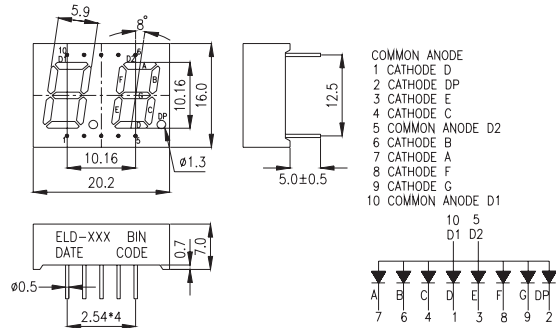 5.9
8°
10 6
D1 D2 A
F B
G
E C
D DP
1 5
10.16
16.0
10.16
ø1.3
20.2
12.5
5.0±0.5
COMMON ANODE
1 CATHODE D
2 CATHODE DP
3 CATHODE E
4 CATHODE C
5 COMMON ANODE D2
6 CATHODE B
7 CATHODE A
8 CATHODE F
9 CATHODE G
10 COMMON ANODE D1
ELD-XXX BIN
DATE CODE
0.7
7.0
ø0.5
2.54*4
10 5
D1 D2
A B C D E F G DP
7 6 4 1 3 8 9 2